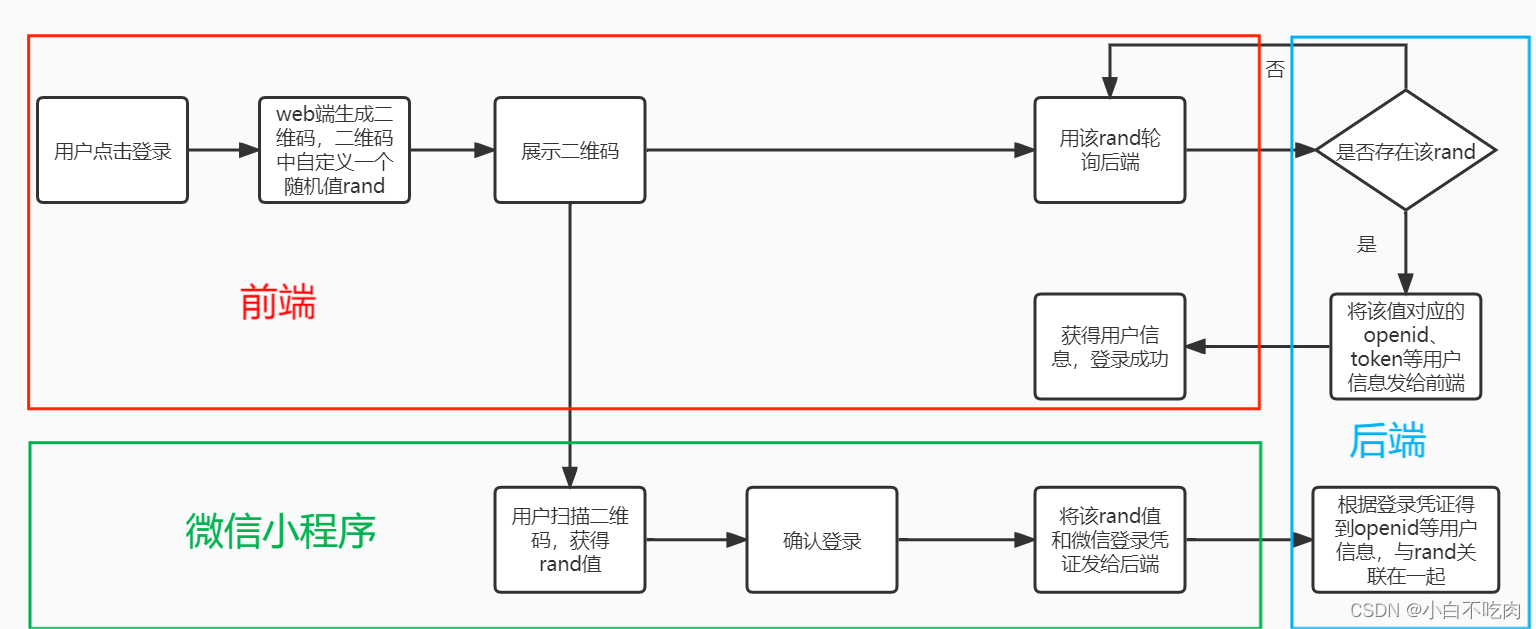 否
用户点击登录
web端生成二
维码，二维码
中自定义一个
随机值rand
展示二维码
用该rand轮
询后端
是否存在该rand
是
前端
获得用户信
息，登录成功
将该值对应的
openid、
token等用户
信息发给前端
后端
微信小程序
用户扫描二维
码，获得
rand值
确认登录
将该rand值
和微信登录凭
证发给后端
根据登录凭证得
到openid等用户
信息，与rand关
联在一起
CSDN @小白不吃肉